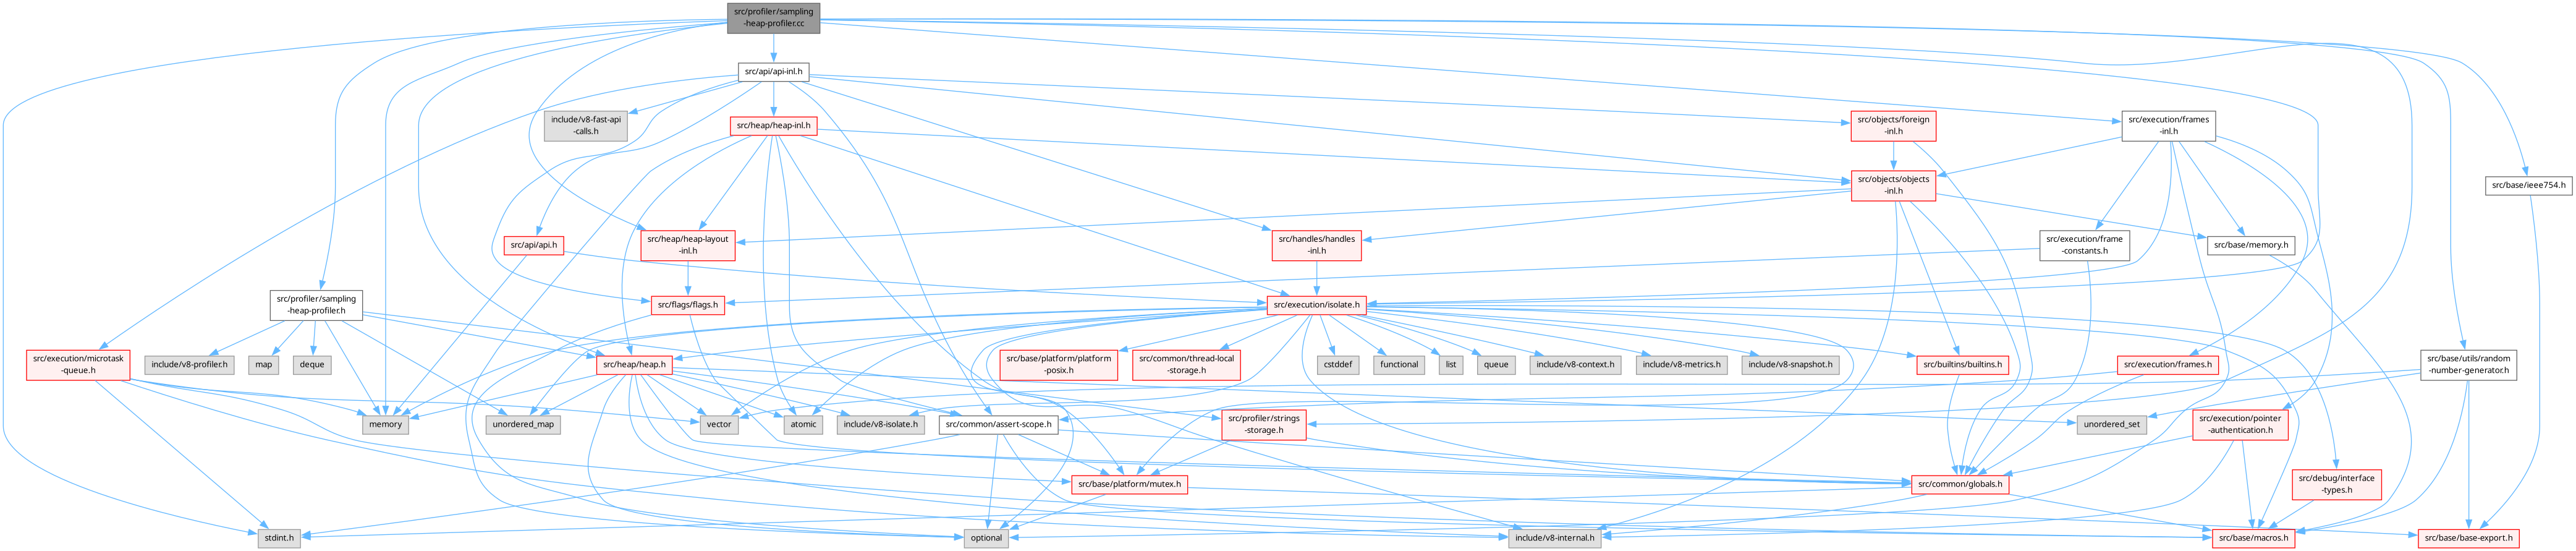 src/profiler/sampling
-heap-profiler.cc
src/api/api-inl.h
include/v8-fast-api
-calls.h
src/heap/heap-inl.h
src/objects/foreign
-inl.h
src/execution/frames
-inl.h
src/objects/objects
-inl.h
src/base/ieee754.h
src/api/api.h
src/heap/heap-layout
-inl.h
src/handles/handles
-inl.h
src/execution/frame
-constants.h
src/base/memory.h
src/profiler/sampling
-heap-profiler.h
src/flags/flags.h
src/execution/isolate.h
src/execution/microtask
-queue.h
include/v8-profiler.h
map
deque
src/heap/heap.h
src/base/platform/platform
-posix.h
src/common/thread-local
-storage.h
cstddef
functional
list
queue
include/v8-context.h
include/v8-metrics.h
include/v8-snapshot.h
src/builtins/builtins.h
src/execution/frames.h
src/base/utils/random
-number-generator.h
memory
unordered_map
vector
atomic
include/v8-isolate.h
src/common/assert-scope.h
src/profiler/strings
-storage.h
src/execution/pointer
-authentication.h
unordered_set
src/base/platform/mutex.h
src/common/globals.h
src/debug/interface
-types.h
stdint.h
optional
include/v8-internal.h
src/base/macros.h
src/base/base-export.h